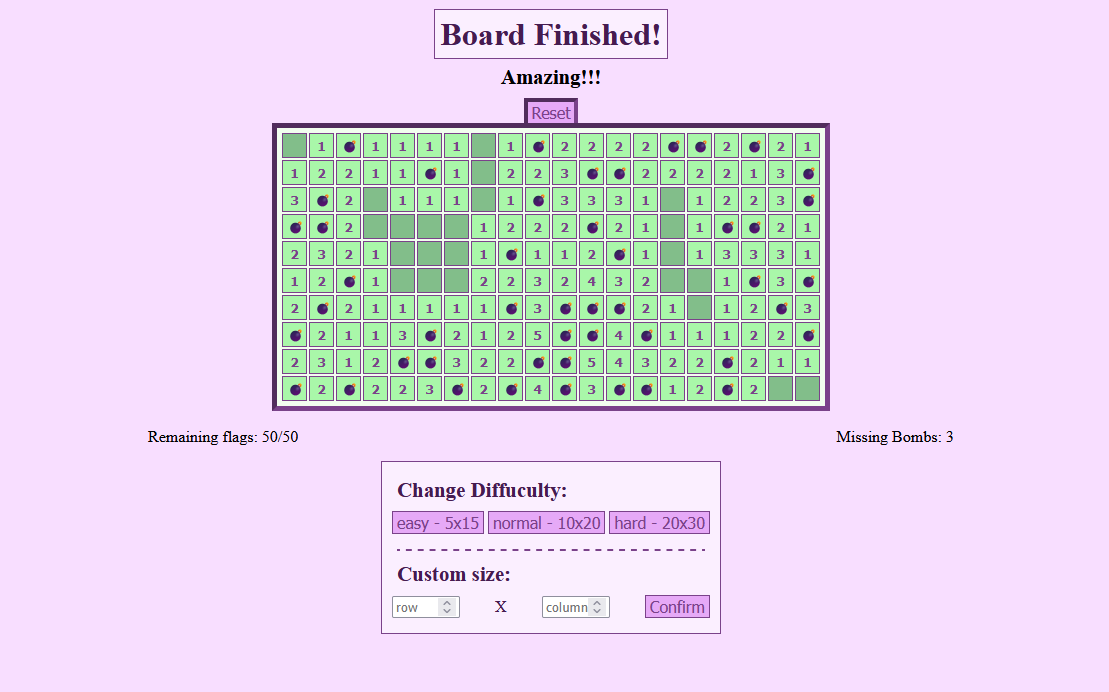 Board Finished!
Amazing!!!
Reset
1 1 1 1 1 1 2 2 2 2 2 2 1
1 2 2 1 1 1 2 2 3 2 2 2 2 1 3
3 2 1 1 1 1 3 3 3 1 1 2 2 3
2 1 2 2 2 2 1 1 2 1
2 3 2 1 1 1 1 2 1 1 3 3 3 1
1 2 1 2 2 3 2 4 3 2 1 3
2 2 1 1 1 1 1 3 2 1 1 2 3
2 1 1 3 2 1 2 5 4 1 1 1 2 2
2 3 1 2 3 2 2 5 4 3 2 2 2 1 1
2 2 2 3 2 4 3 1 2 2
Remaining flags: 50/50
Missing Bombs: 3
Change Diffuculty:
easy - 5x15 normal - 10x20 hard - 20x30
Custom size:
row X column Confirm